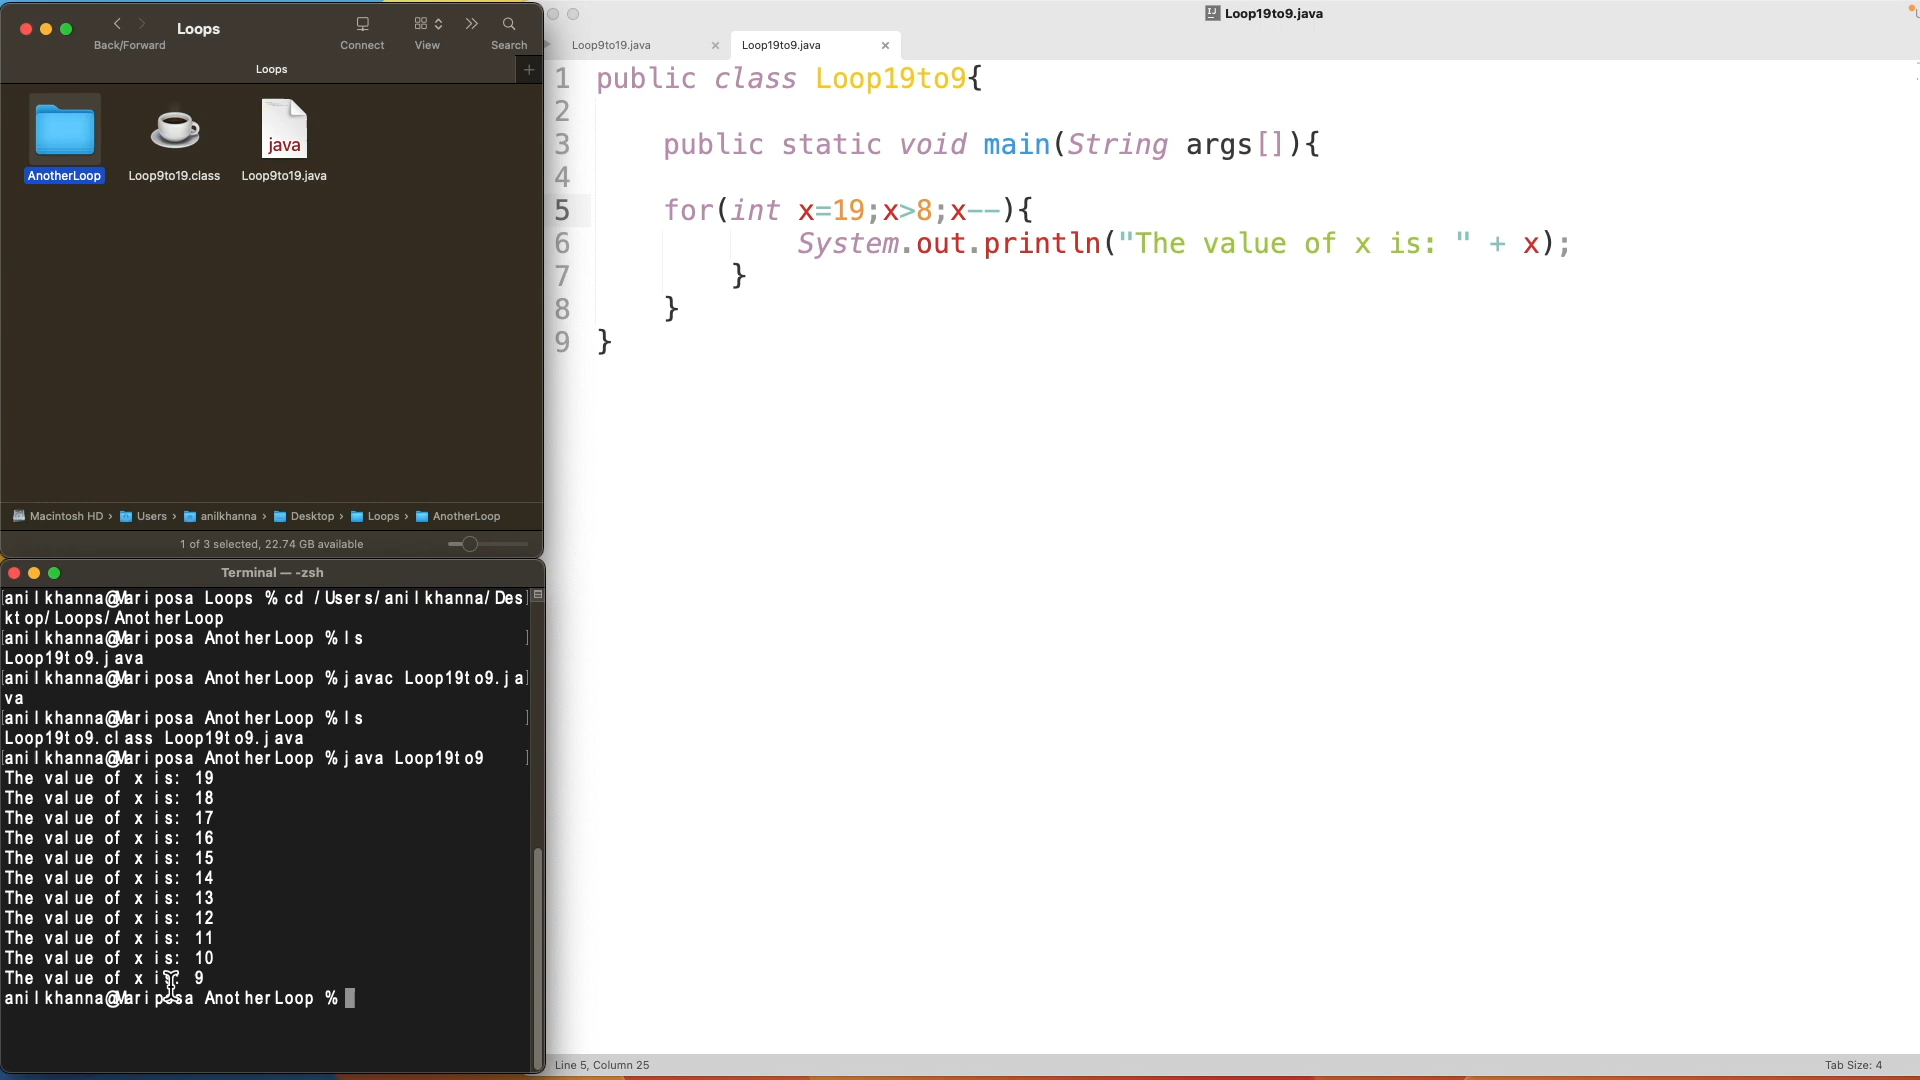 Loops
Back/Forward
Connect
View
Search
Loops
java
AnotherLoop
Loop9to19.class
Loop9to19.java
Macintosh HD › Users › anilkhanna › Desktop › Loops › AnotherLoop
1 of 3 selected, 22.74 GB available
Terminal — -zsh
[anilkhanna@Mariposa Loops % cd /Users/anilkhanna/Des]
ktop/Loops/AnotherLoop
[anilkhanna@Mariposa AnotherLoop % ls ]
Loop19to9.java
[anilkhanna@Mariposa AnotherLoop % javac Loop19to9.ja]
va
[anilkhanna@Mariposa AnotherLoop % ls ]
Loop19to9.class Loop19to9.java
[anilkhanna@Mariposa AnotherLoop % java Loop19to9 ]
The value of x is: 19
The value of x is: 18
The value of x is: 17
The value of x is: 16
The value of x is: 15
The value of x is: 14
The value of x is: 13
The value of x is: 12
The value of x is: 11
The value of x is: 10
The value of x is: 9
anilkhanna@Mariposa AnotherLoop %
Loop19to9.java
Loop9to19.java
Loop19to9.java
1 public class Loop19to9{
2
3 public static void main(String args[]){
4
5 for(int x=19;x>8;x--){
6 System.out.println("The value of x is: " + x);
7 }
8 }
9 }
Line 5, Column 25
Tab Size: 4